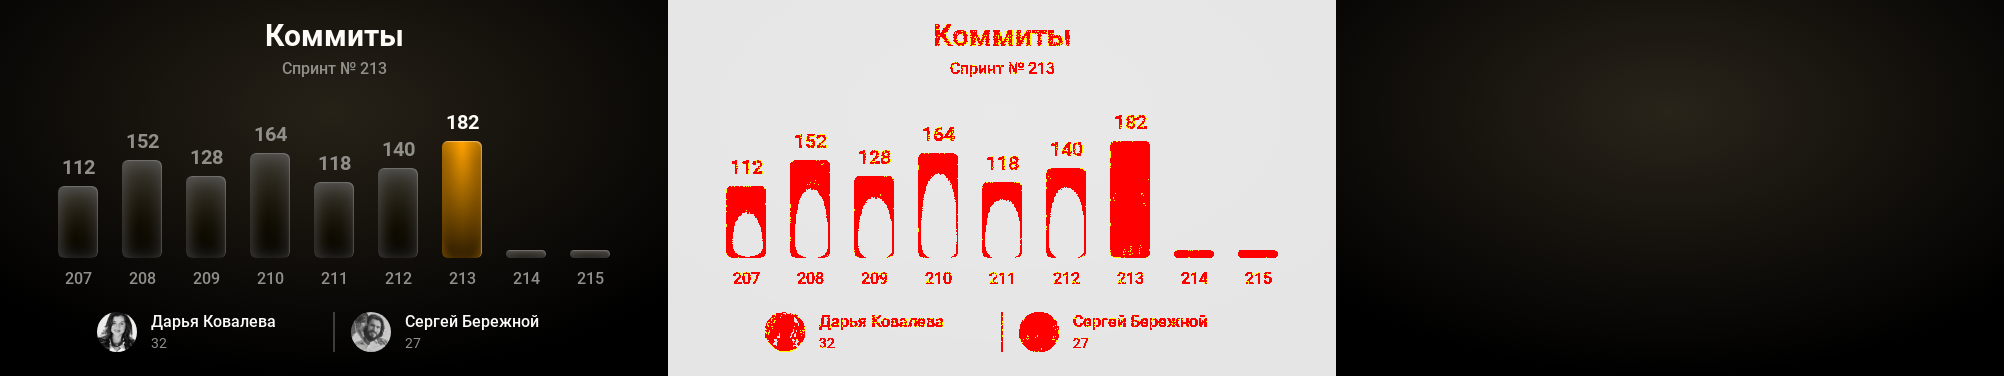 Коммиты
Спринт № 213
112 152 128 164 118 140 182
207 208 209 210 211 212 213 214 215
Дарья Ковалева
32
Сергей Бережной
27
Коммиты
Спринт № 213
112 152 128 164 118 140 182
207 208 209 210 211 212 213 214 215
Дарья Ковалева
32
Сергей Бережной
27